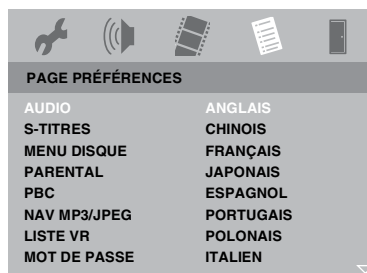 PAGE PRÉFÉRENCES
AUDIO ANGLAIS
S-TITRES CHINOIS
MENU DISQUE FRANÇAIS
PARENTAL JAPONAIS
PBC ESPAGNOL
NAV MP3/JPEG PORTUGAIS
LISTE VR POLONAIS
MOT DE PASSE ITALIEN